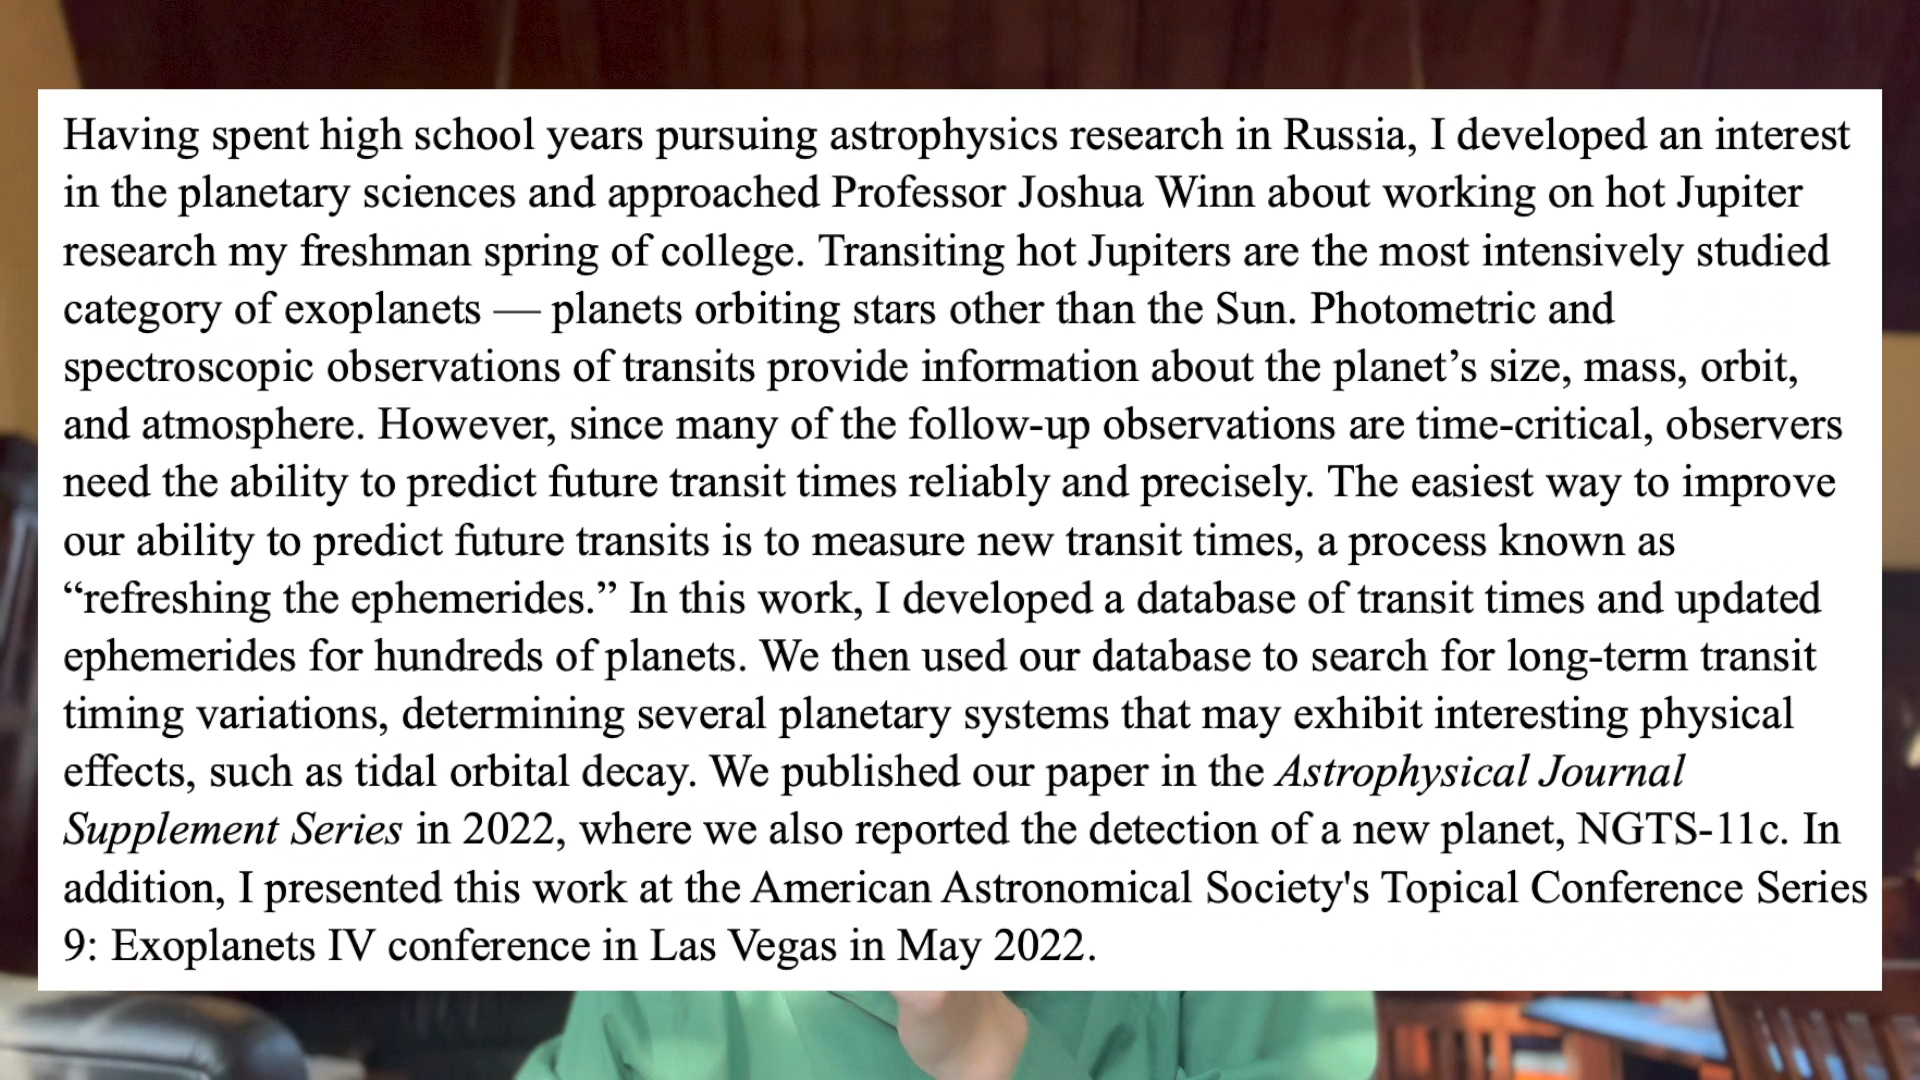 Having spent high school years pursuing astrophysics research in Russia, I developed an interest
in the planetary sciences and approached Professor Joshua Winn about working on hot Jupiter
research my freshman spring of college. Transiting hot Jupiters are the most intensively studied
category of exoplanets — planets orbiting stars other than the Sun. Photometric and
spectroscopic observations of transits provide information about the planet’s size, mass, orbit,
and atmosphere. However, since many of the follow-up observations are time-critical, observers
need the ability to predict future transit times reliably and precisely. The easiest way to improve
our ability to predict future transits is to measure new transit times, a process known as
“refreshing the ephemerides.” In this work, I developed a database of transit times and updated
ephemerides for hundreds of planets. We then used our database to search for long-term transit
timing variations, determining several planetary systems that may exhibit interesting physical
effects, such as tidal orbital decay. We published our paper in the Astrophysical Journal
Supplement Series in 2022, where we also reported the detection of a new planet, NGTS-11c. In
addition, I presented this work at the American Astronomical Society's Topical Conference Series
9: Exoplanets IV conference in Las Vegas in May 2022.